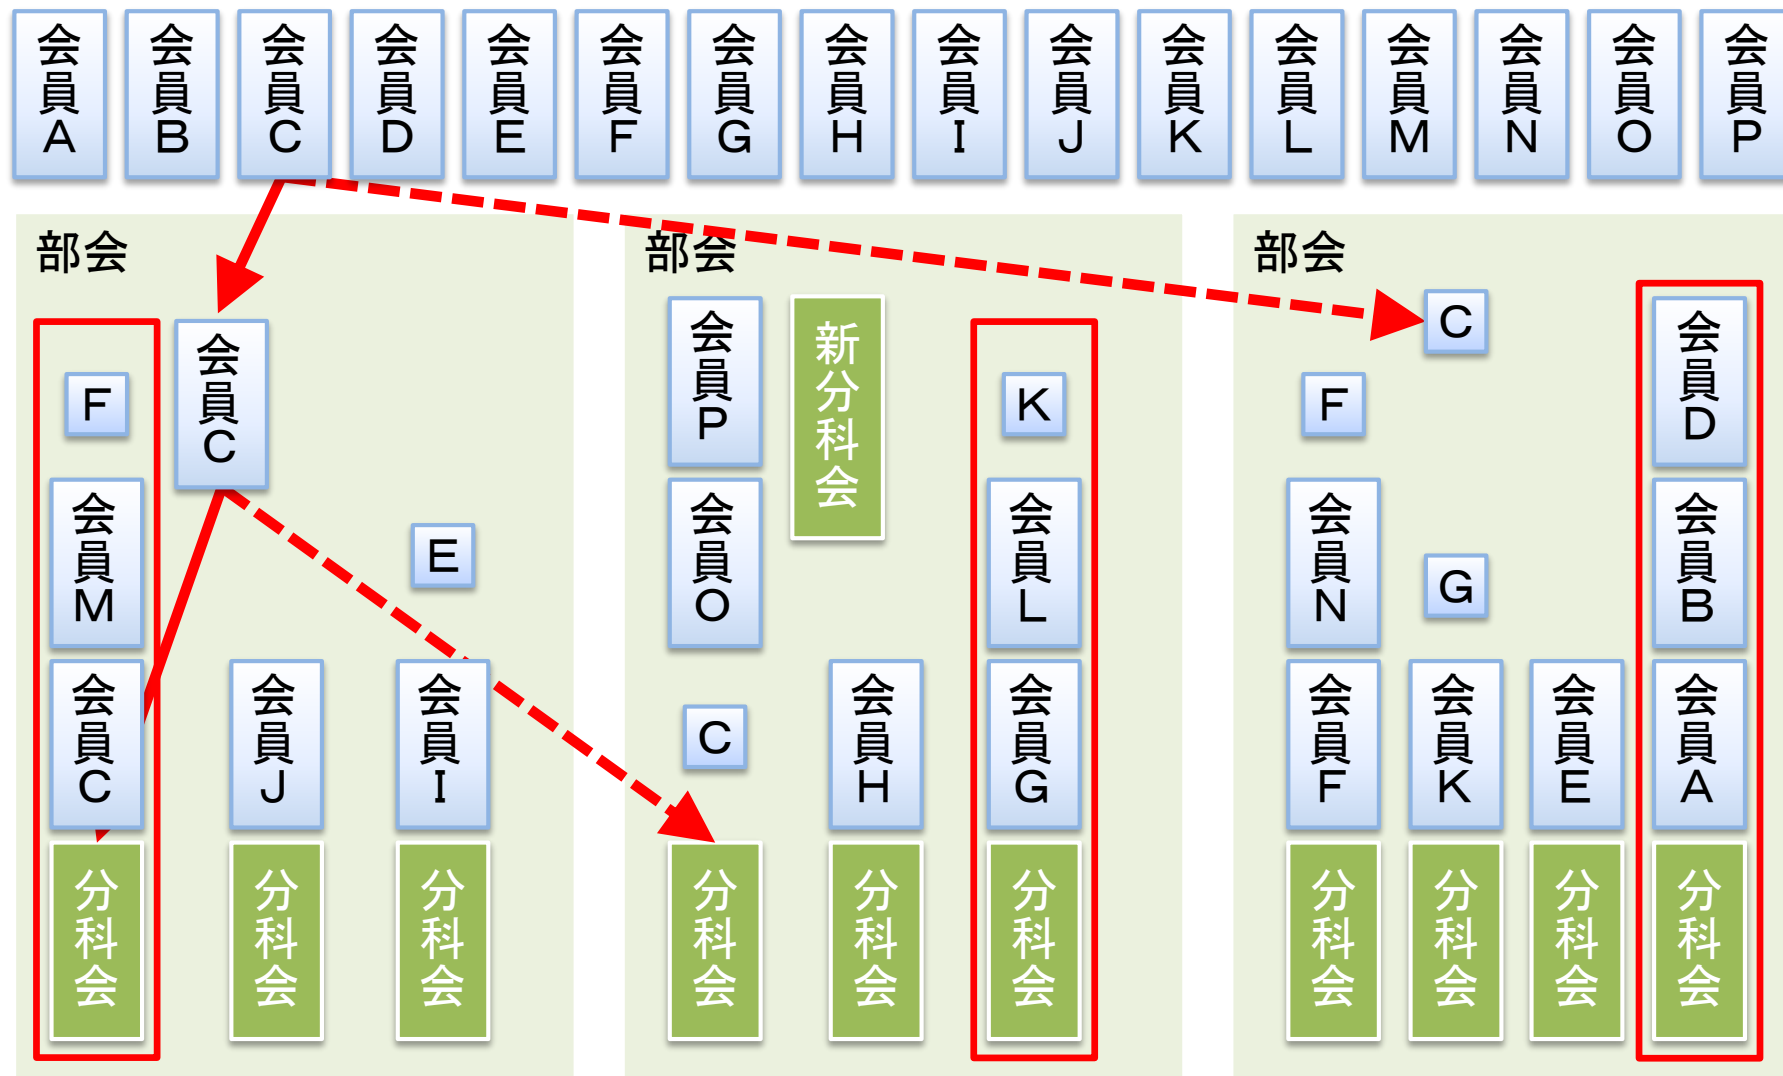 会員A
会員B
会員C
会員D
会員E
会員F
会員G
会員H
会員I
会員J
会員K
会員L
会員M
会員N
会員O
会員P
部会
F
会員M
会員C
分科会
会員C
会員J
分科会
E
会員I
分科会
部会
会員P
会員O
C
分科会
新分科会
会員H
分科会
K
会員L
会員G
分科会
部会
F
会員N
会員F
分科会
C
G
会員K
分科会
会員E
分科会
会員D
会員B
会員A
分科会